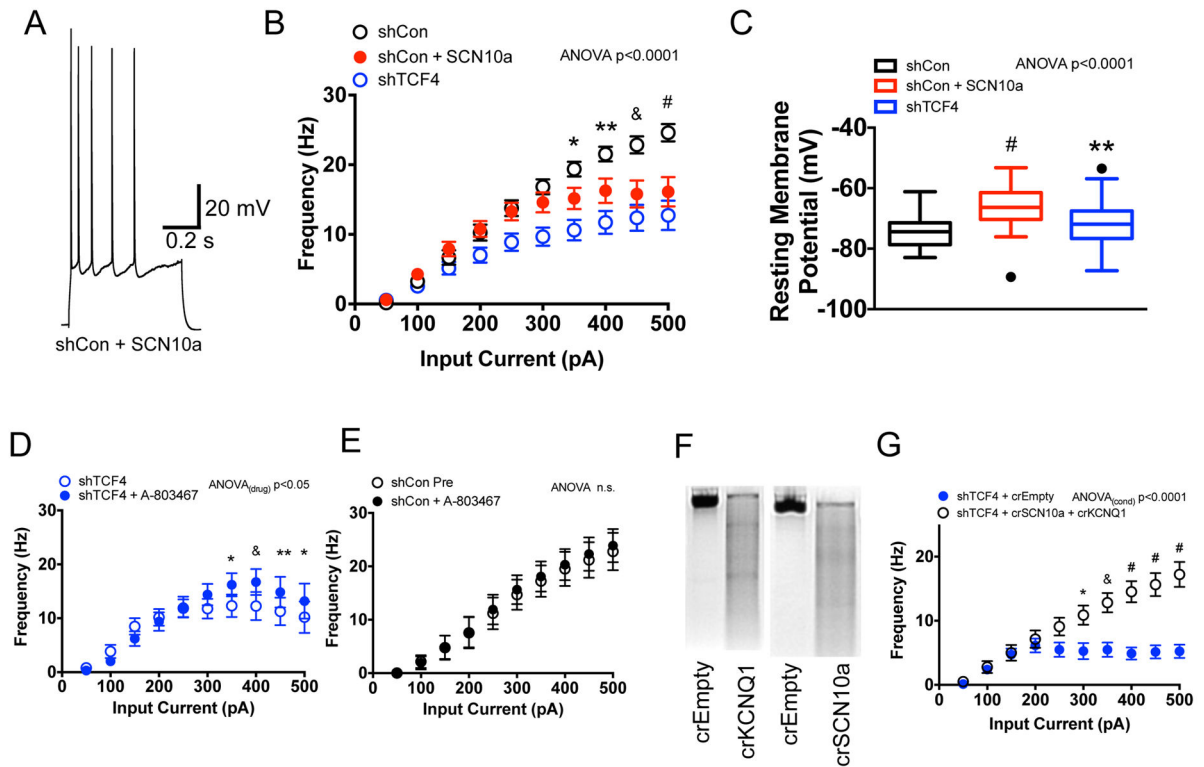 A
20 mV
0.2 s
shCon + SCN10a
B
shCon
shCon + SCN10a
shTCF4
ANOVA p<0.0001
Frequency (Hz)
30
20
10
0
* ** & #
0 100 200 300 400 500
Input Current (pA)
C
shCon
shCon + SCN10a
shTCF4
ANOVA p<0.0001
Resting Membrane
Potential (mV)
-40
-60
-80
-100
# **
D
shTCF4
shTCF4 + A-803467
ANOVA(drug) p<0.05
Frequency (Hz)
30
20
10
0
* & ** *
0 100 200 300 400 500
Input Current (pA)
E
shCon Pre
shCon + A-803467
ANOVA n.s.
Frequency (Hz)
30
20
10
0
0 100 200 300 400 500
Input Current (pA)
F
crEmpty
crKCNQ1
crEmpty
crSCN10a
G
shTCF4 + crEmpty
shTCF4 + crSCN10a + crKCNQ1
ANOVA(cond) p<0.0001
Frequency (Hz)
20
10
0
* & # # #
0 100 200 300 400 500
Input Current (pA)